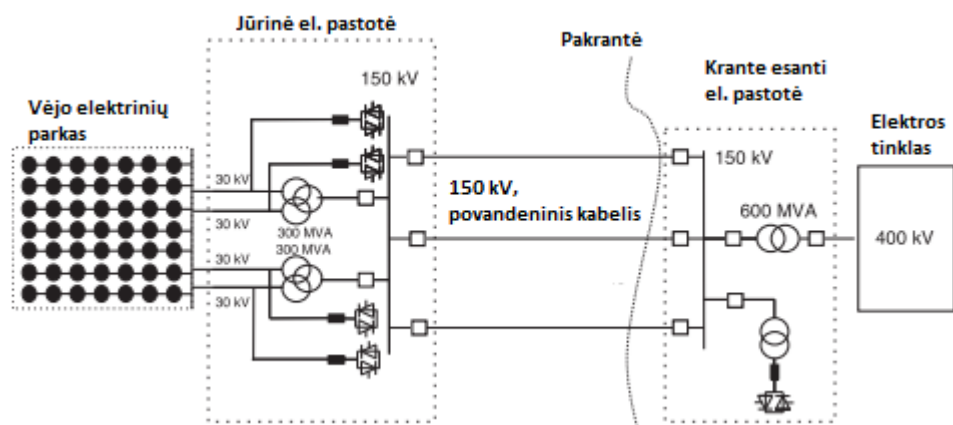 Jūrinė el. pastotė
Pakrantė
150 kV
Krante esanti
el. pastotė
Vėjo elektrinių
parkas
Elektros
tinklas
30 kV
150 kV,
povandeninis kabelis
150 kV
30 kV
300 MVA
300 MVA
600 MVA
400 kV
30 kV
30 kV